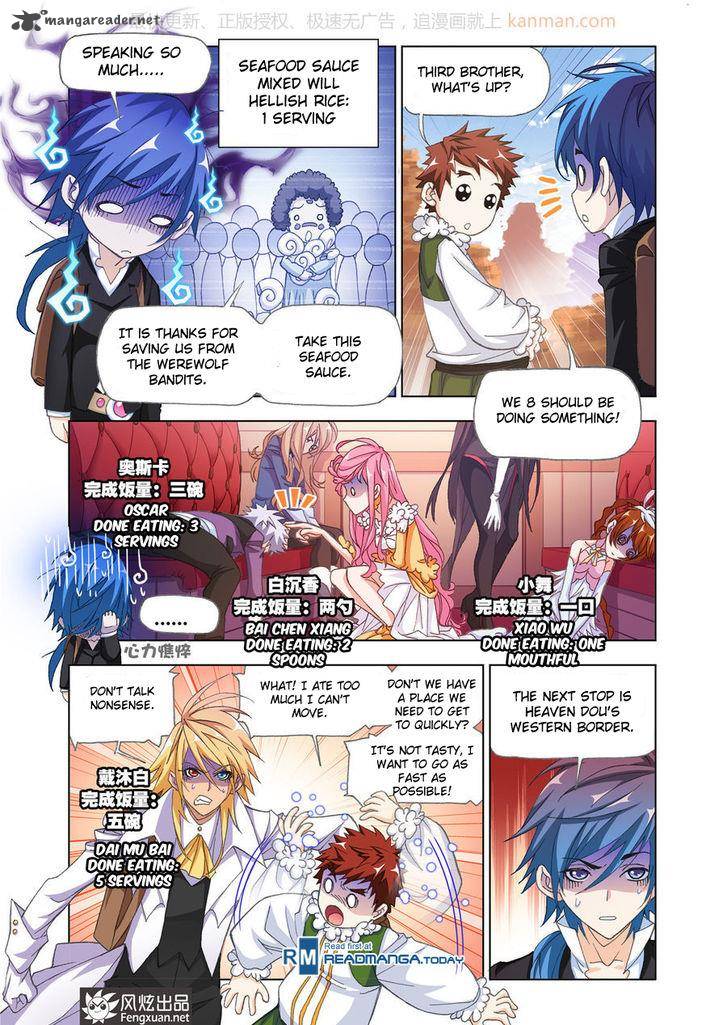 mangareader.net
最快更新、正版授权、极速无广告，追漫画就上 kanman.com
SPEAKING SO
MUCH.....
SEAFOOD SAUCE
MIXED WILL
HELLISH RICE:
1 SERVING
THIRD BROTHER,
WHAT'S UP?
IT IS THANKS FOR
SAVING US FROM
THE WEREWOLF
BANDITS.
TAKE THIS
SEAFOOD
SAUCE.
WE 8 SHOULD BE
DOING SOMETHING!
奥斯卡
完成饭量：三碗
OSCAR
DONE EATING: 3
SERVINGS
......
心力憔悴
白沉香
完成饭量：两勺
BAI CHEN XIANG
DONE EATING: 2
SPOONS
小舞
完成饭量：一口
XIAO WU
DONE EATING: ONE
MOUTHFUL
DON'T TALK
NONSENSE.
WHAT! I ATE TOO
MUCH I CAN'T
MOVE.
DON'T WE HAVE
A PLACE WE
NEED TO GET
TO QUICKLY?
IT'S NOT TASTY, I
WANT TO GO AS
FAST AS
POSSIBLE!
THE NEXT STOP IS
HEAVEN DOU'S
WESTERN BORDER.
戴沐白
完成饭量：
五碗
DAI MU BAI
DONE EATING:
5 SERVINGS
RM Read first at
READMANGA.TODAY
风炫出品
Fengxuan.net